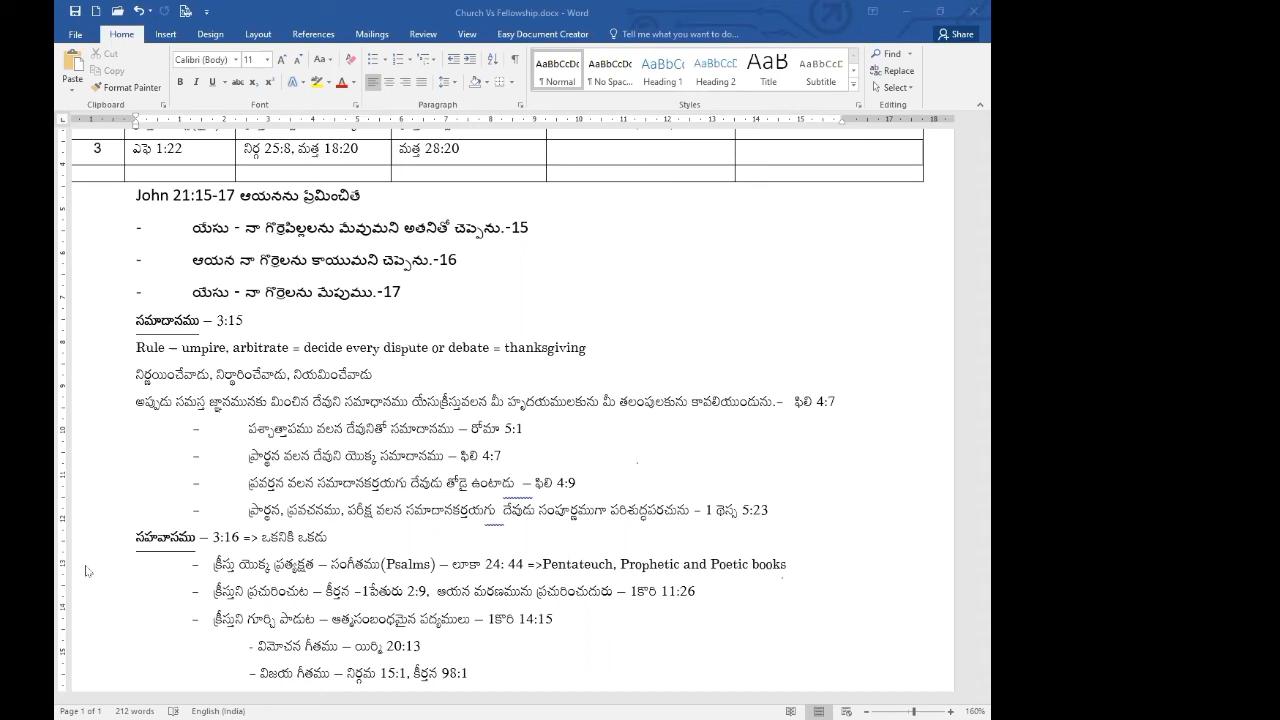 Church Vs Fellowship.docx - Word
File Home Insert Design Layout References Mailings Review View Easy Document Creator Tell me what you want to do... Share
Paste Cut Copy Format Painter Clipboard
Calibri (Body) 11 Font
Paragraph
AaBbCcDc ¶ Normal AaBbCcDc ¶ No Spac... AaBbCc Heading 1 AaBbCcE Heading 2 AaB Title AaBbCcD Subtitle Styles
Find Replace Select Editing
3 ఎఫె 1:22 నిర్గ 25:8, మత్త 18:20 మత్త 28:20
John 21:15-17 ఆయనను ప్రేమించితే
- యేసు - నా గొర్రెపిల్లలను మేపుమని అతనితో చెప్పెను.-15
- ఆయన నా గొర్రెలను కాయుమని చెప్పెను.-16
- యేసు - నా గొర్రెలను మేపుము.-17
సమాదానము – 3:15
Rule – umpire, arbitrate = decide every dispute or debate = thanksgiving
నిర్ణయించేవాడు, నిర్ధారించేవాడు, నియమించేవాడు
అప్పుడు సమస్త జ్ఞానమునకు మించిన దేవుని సమాధానము యేసుక్రీస్తువలన మీ హృదయములకును మీ తలంపులకును కావలియుండును.– ఫిలి 4:7
– పశ్చాత్తాపము వలన దేవునితో సమాదానము – రోమా 5:1
– ప్రార్థన వలన దేవుని యొక్క సమాదానము – ఫిలి 4:7
– ప్రవర్తన వలన సమాదానకర్తయగు దేవుడు తోడై ఉంటాడు – ఫిలి 4:9
– ప్రార్థన, ప్రవచనము, పరీక్ష వలన సమాదానకర్తయగు దేవుడు సంపూర్ణముగా పరిశుద్ధపరచును – 1 థెస్స 5:23
సహవాసము – 3:16 => ఒకనికి ఒకడు
– క్రీస్తు యొక్క ప్రత్యక్షత – సంగీతము(Psalms) – లూకా 24: 44 =>Pentateuch, Prophetic and Poetic books
– క్రీస్తుని ప్రచురించుట – కీర్తన -1పేతురు 2:9, ఆయన మరణమును ప్రచురించుదురు – 1కొరి 11:26
– క్రీస్తుని గూర్చి పాడుట – ఆత్మసంబంధమైన పద్యములు – 1కొరి 14:15
- విమోచన గీతము – యిర్మి 20:13
– విజయ గీతము – నిర్గమ 15:1, కీర్తన 98:1
Page 1 of 1 212 words English (India) 160%